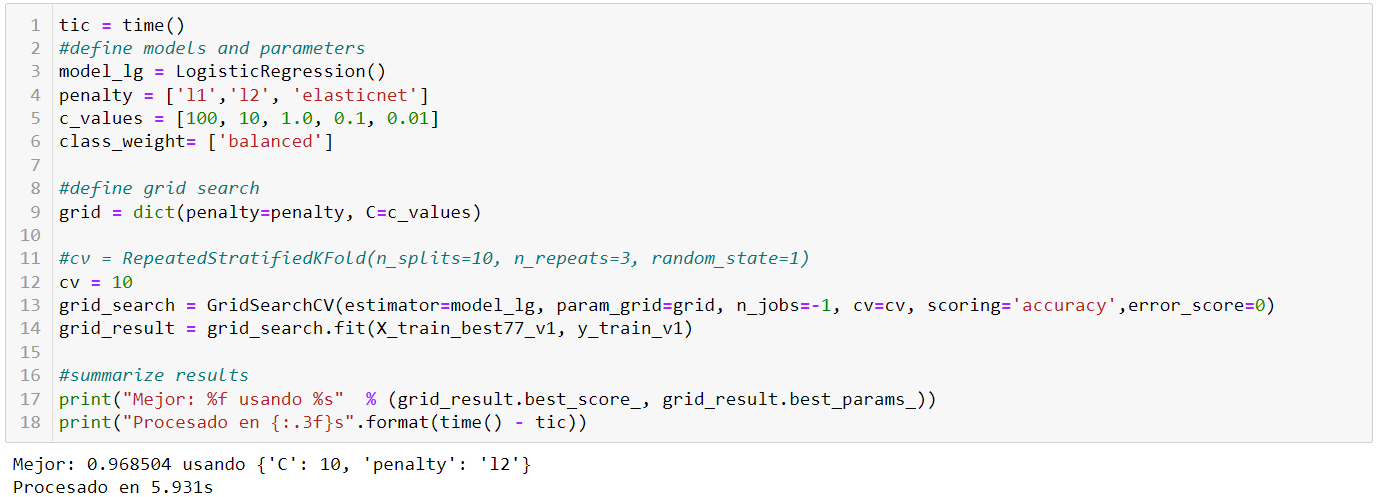 1 tic = time()
2 #define models and parameters
3 model_lg = LogisticRegression()
4 penalty = ['l1','l2', 'elasticnet']
5 c_values = [100, 10, 1.0, 0.1, 0.01]
6 class_weight= ['balanced']
7
8 #define grid search
9 grid = dict(penalty=penalty, C=c_values)
10
11 #cv = RepeatedStratifiedKFold(n_splits=10, n_repeats=3, random_state=1)
12 cv = 10
13 grid_search = GridSearchCV(estimator=model_lg, param_grid=grid, n_jobs=-1, cv=cv, scoring='accuracy',error_score=0)
14 grid_result = grid_search.fit(X_train_best77_v1, y_train_v1)
15
16 #summarize results
17 print("Mejor: %f usando %s"  % (grid_result.best_score_, grid_result.best_params_))
18 print("Procesado en {:.3f}s".format(time() - tic))
Mejor: 0.968504 usando {'C': 10, 'penalty': 'l2'}
Procesado en 5.931s